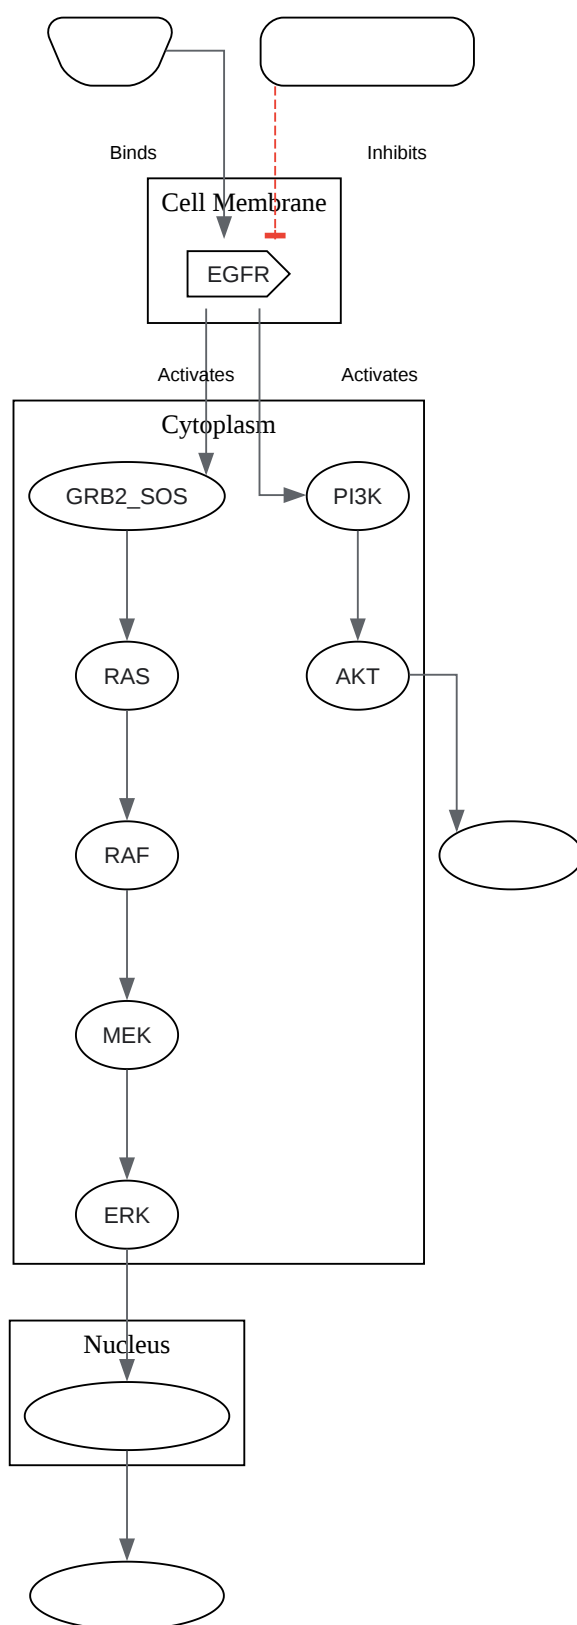 Binds
Inhibits
Cell Membrane
EGFR
Activates
Activates
Cytoplasm
GRB2_SOS
PI3K
RAS
AKT
RAF
MEK
ERK
Nucleus